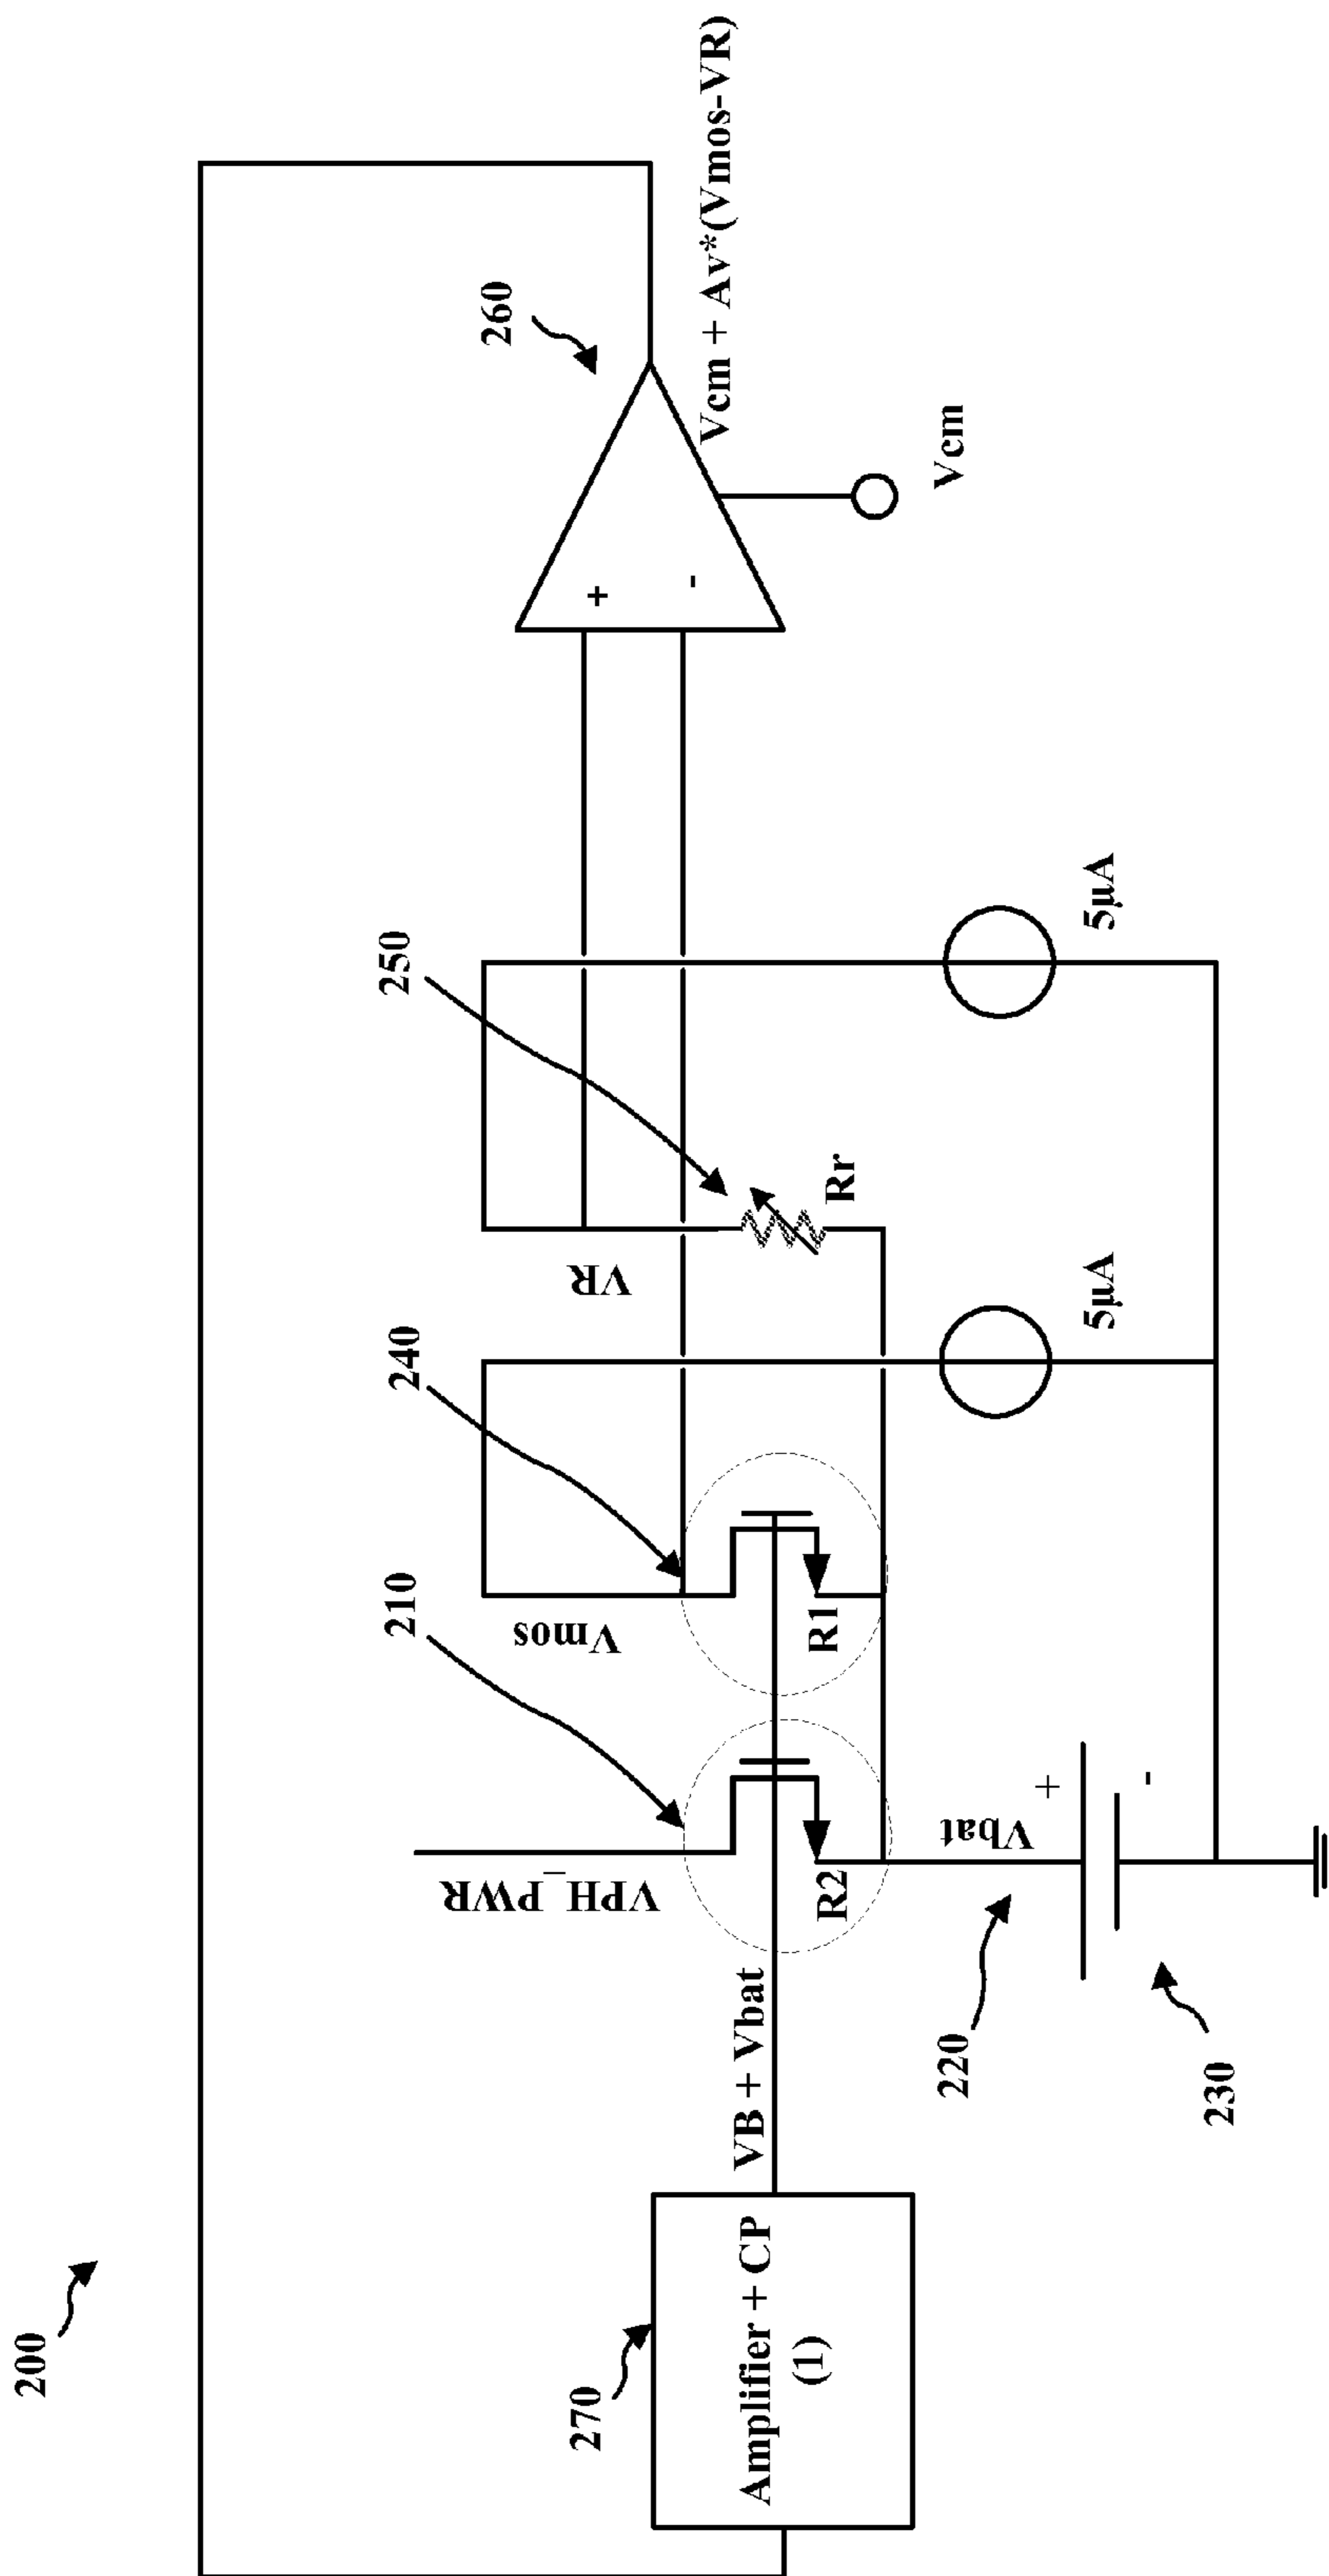 200
270
Amplifier + CP
(1)
VB + Vbat
VPH_PWR
210
R2
Vbat
+
-
220
230
Vmos
240
R1
5µA
VR
250
Rr
5µA
+
-
260
Vcm + Av*(Vmos-VR)
Vcm